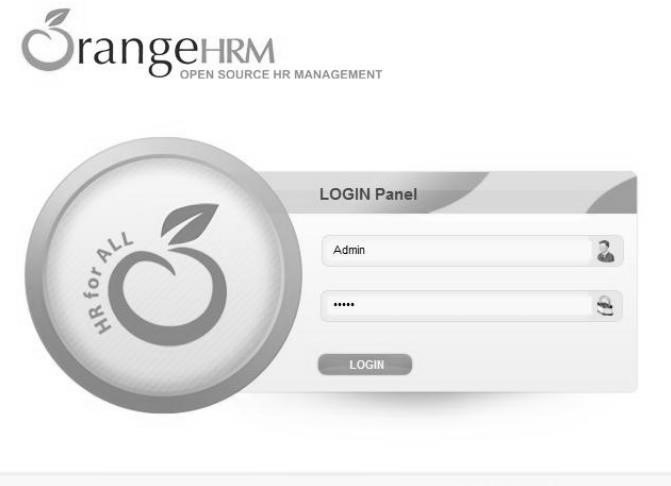 OrangeHRM
OPEN SOURCE HR MANAGEMENT
HR for ALL
LOGIN Panel
Admin
•••••
LOGIN